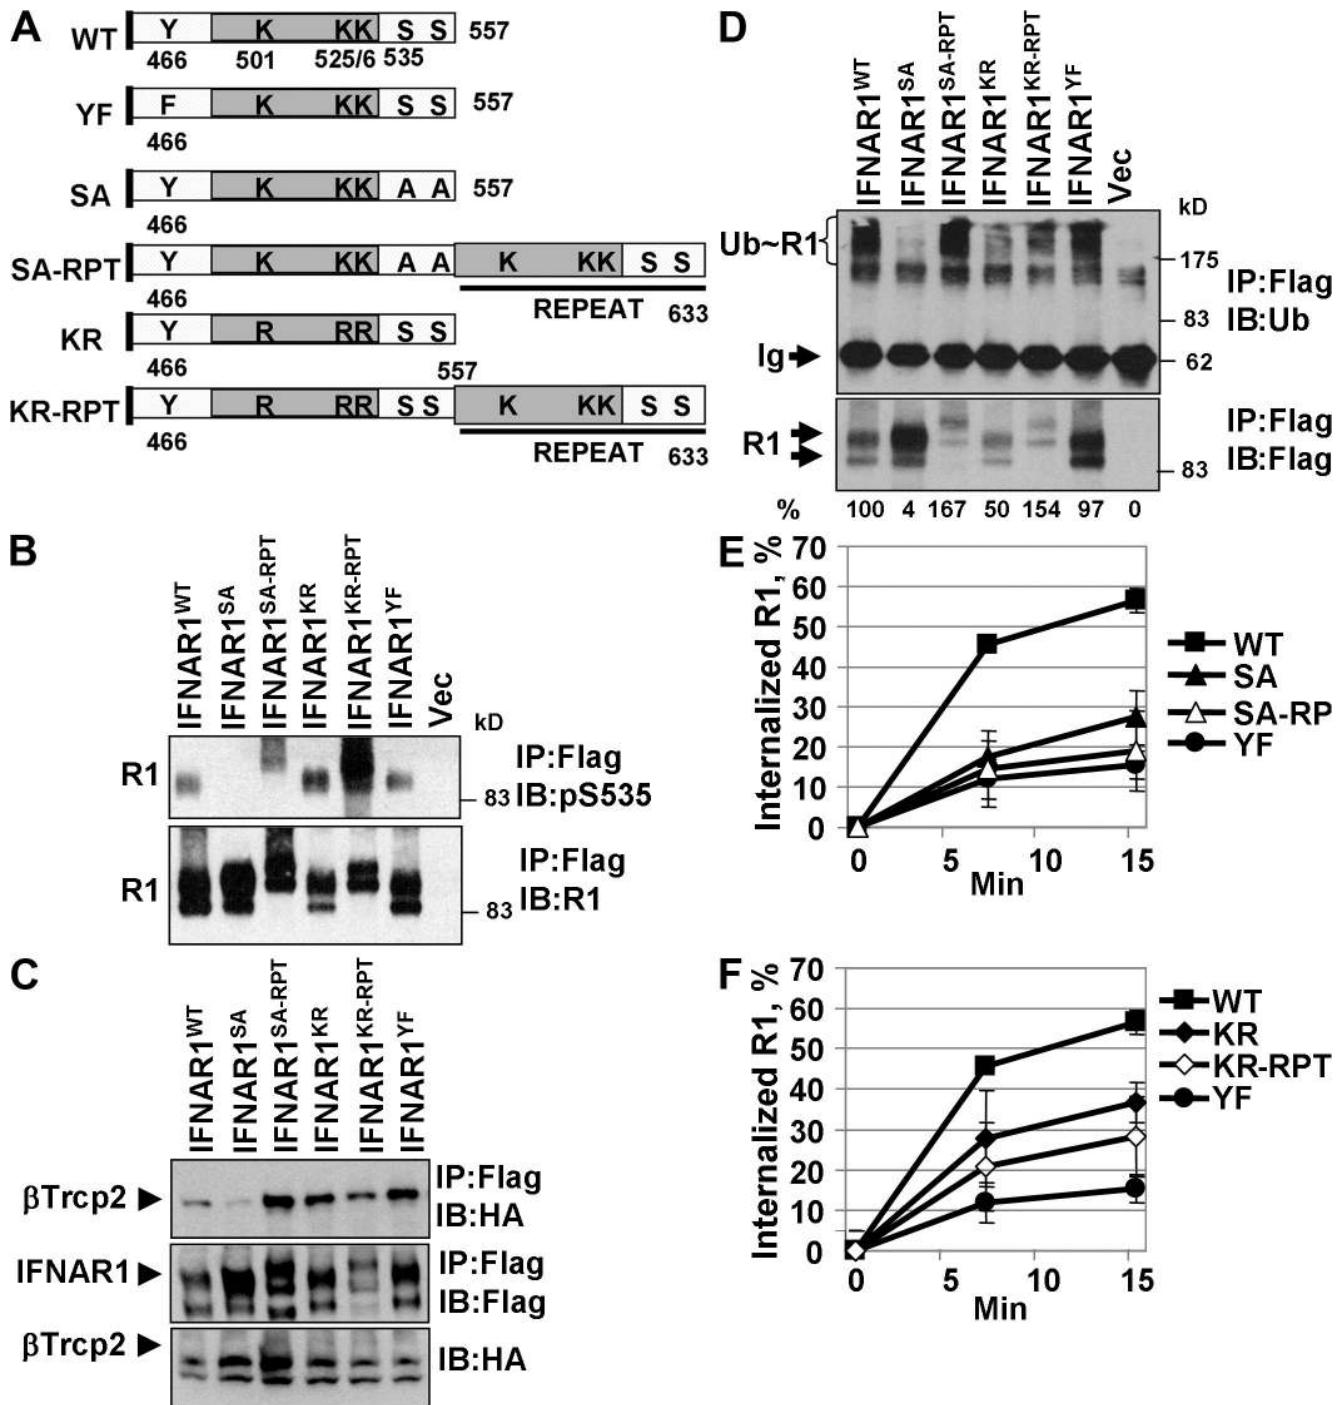 A
WT Y K KK S S 557
466 501 525/6 535
YF F K KK S S 557
466
SA Y K KK A A 557
466
SA-RPT Y K KK A A K KK S S
466 REPEAT 633
KR Y R RR S S
466 557
KR-RPT Y R RR S S K KK S S
466 REPEAT 633
B
IFNAR1WT
IFNAR1SA
IFNAR1SA-RPT
IFNAR1KR
IFNAR1KR-RPT
IFNAR1YF
Vec
kD
R1
83
IP:Flag
IB:pS535
R1
83
IP:Flag
IB:R1
C
IFNAR1WT
IFNAR1SA
IFNAR1SA-RPT
IFNAR1KR
IFNAR1KR-RPT
IFNAR1YF
βTrcp2
IP:Flag
IB:HA
IFNAR1
IP:Flag
IB:Flag
βTrcp2
IB:HA
D
IFNAR1WT
IFNAR1SA
IFNAR1SA-RPT
IFNAR1KR
IFNAR1KR-RPT
IFNAR1YF
Vec
kD
Ub~R1
175
IP:Flag
83
IB:Ub
Ig
62
R1
IP:Flag
IB:Flag
83
% 100 4 167 50 154 97 0
E
Internalized R1, %
70
60
50
40
30
20
10
0
0 5 10 15
Min
WT
SA
SA-RP
YF
F
Internalized R1, %
70
60
50
40
30
20
10
0
0 5 10 15
Min
WT
KR
KR-RPT
YF